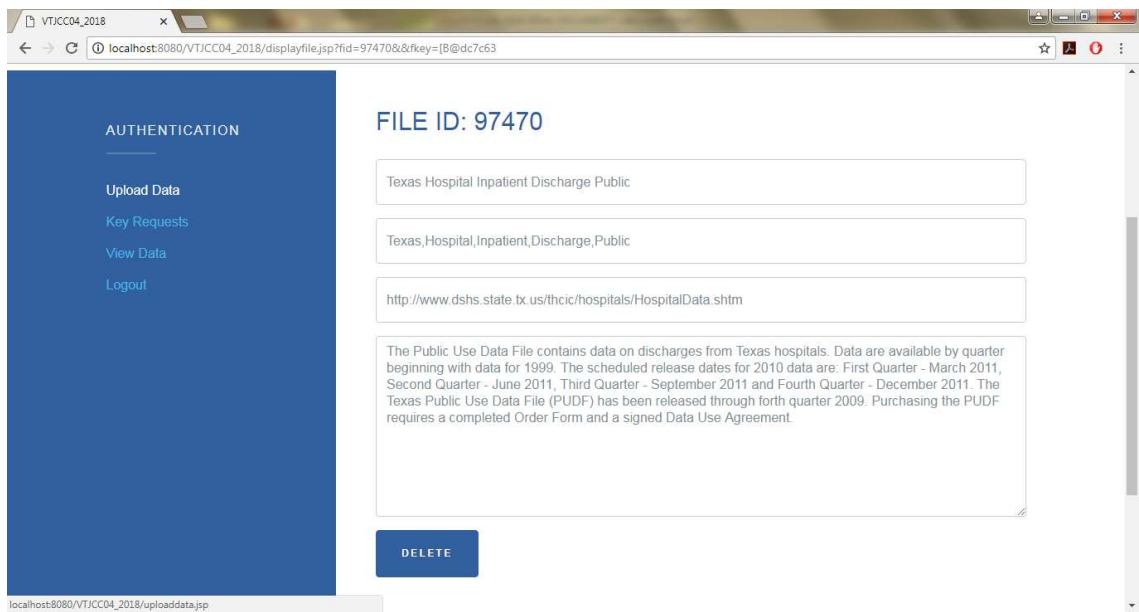 VTJCC04_2018
localhost:8080/VTJCC04_2018/displayfile.jsp?fid=97470&&fkey=[B@dc7c63
AUTHENTICATION
Upload Data
Key Requests
View Data
Logout
FILE ID: 97470
Texas Hospital Inpatient Discharge Public
Texas,Hospital,Inpatient,Discharge,Public
http://www.dshs.state.tx.us/thcic/hospitals/HospitalData.shtm
The Public Use Data File contains data on discharges from Texas hospitals. Data are available by quarter
beginning with data for 1999. The scheduled release dates for 2010 data are: First Quarter - March 2011,
Second Quarter - June 2011, Third Quarter - September 2011 and Fourth Quarter - December 2011. The
Texas Public Use Data File (PUDF) has been released through forth quarter 2009. Purchasing the PUDF
requires a completed Order Form and a signed Data Use Agreement.
DELETE
localhost:8080/VTJCC04_2018/uploaddata.jsp